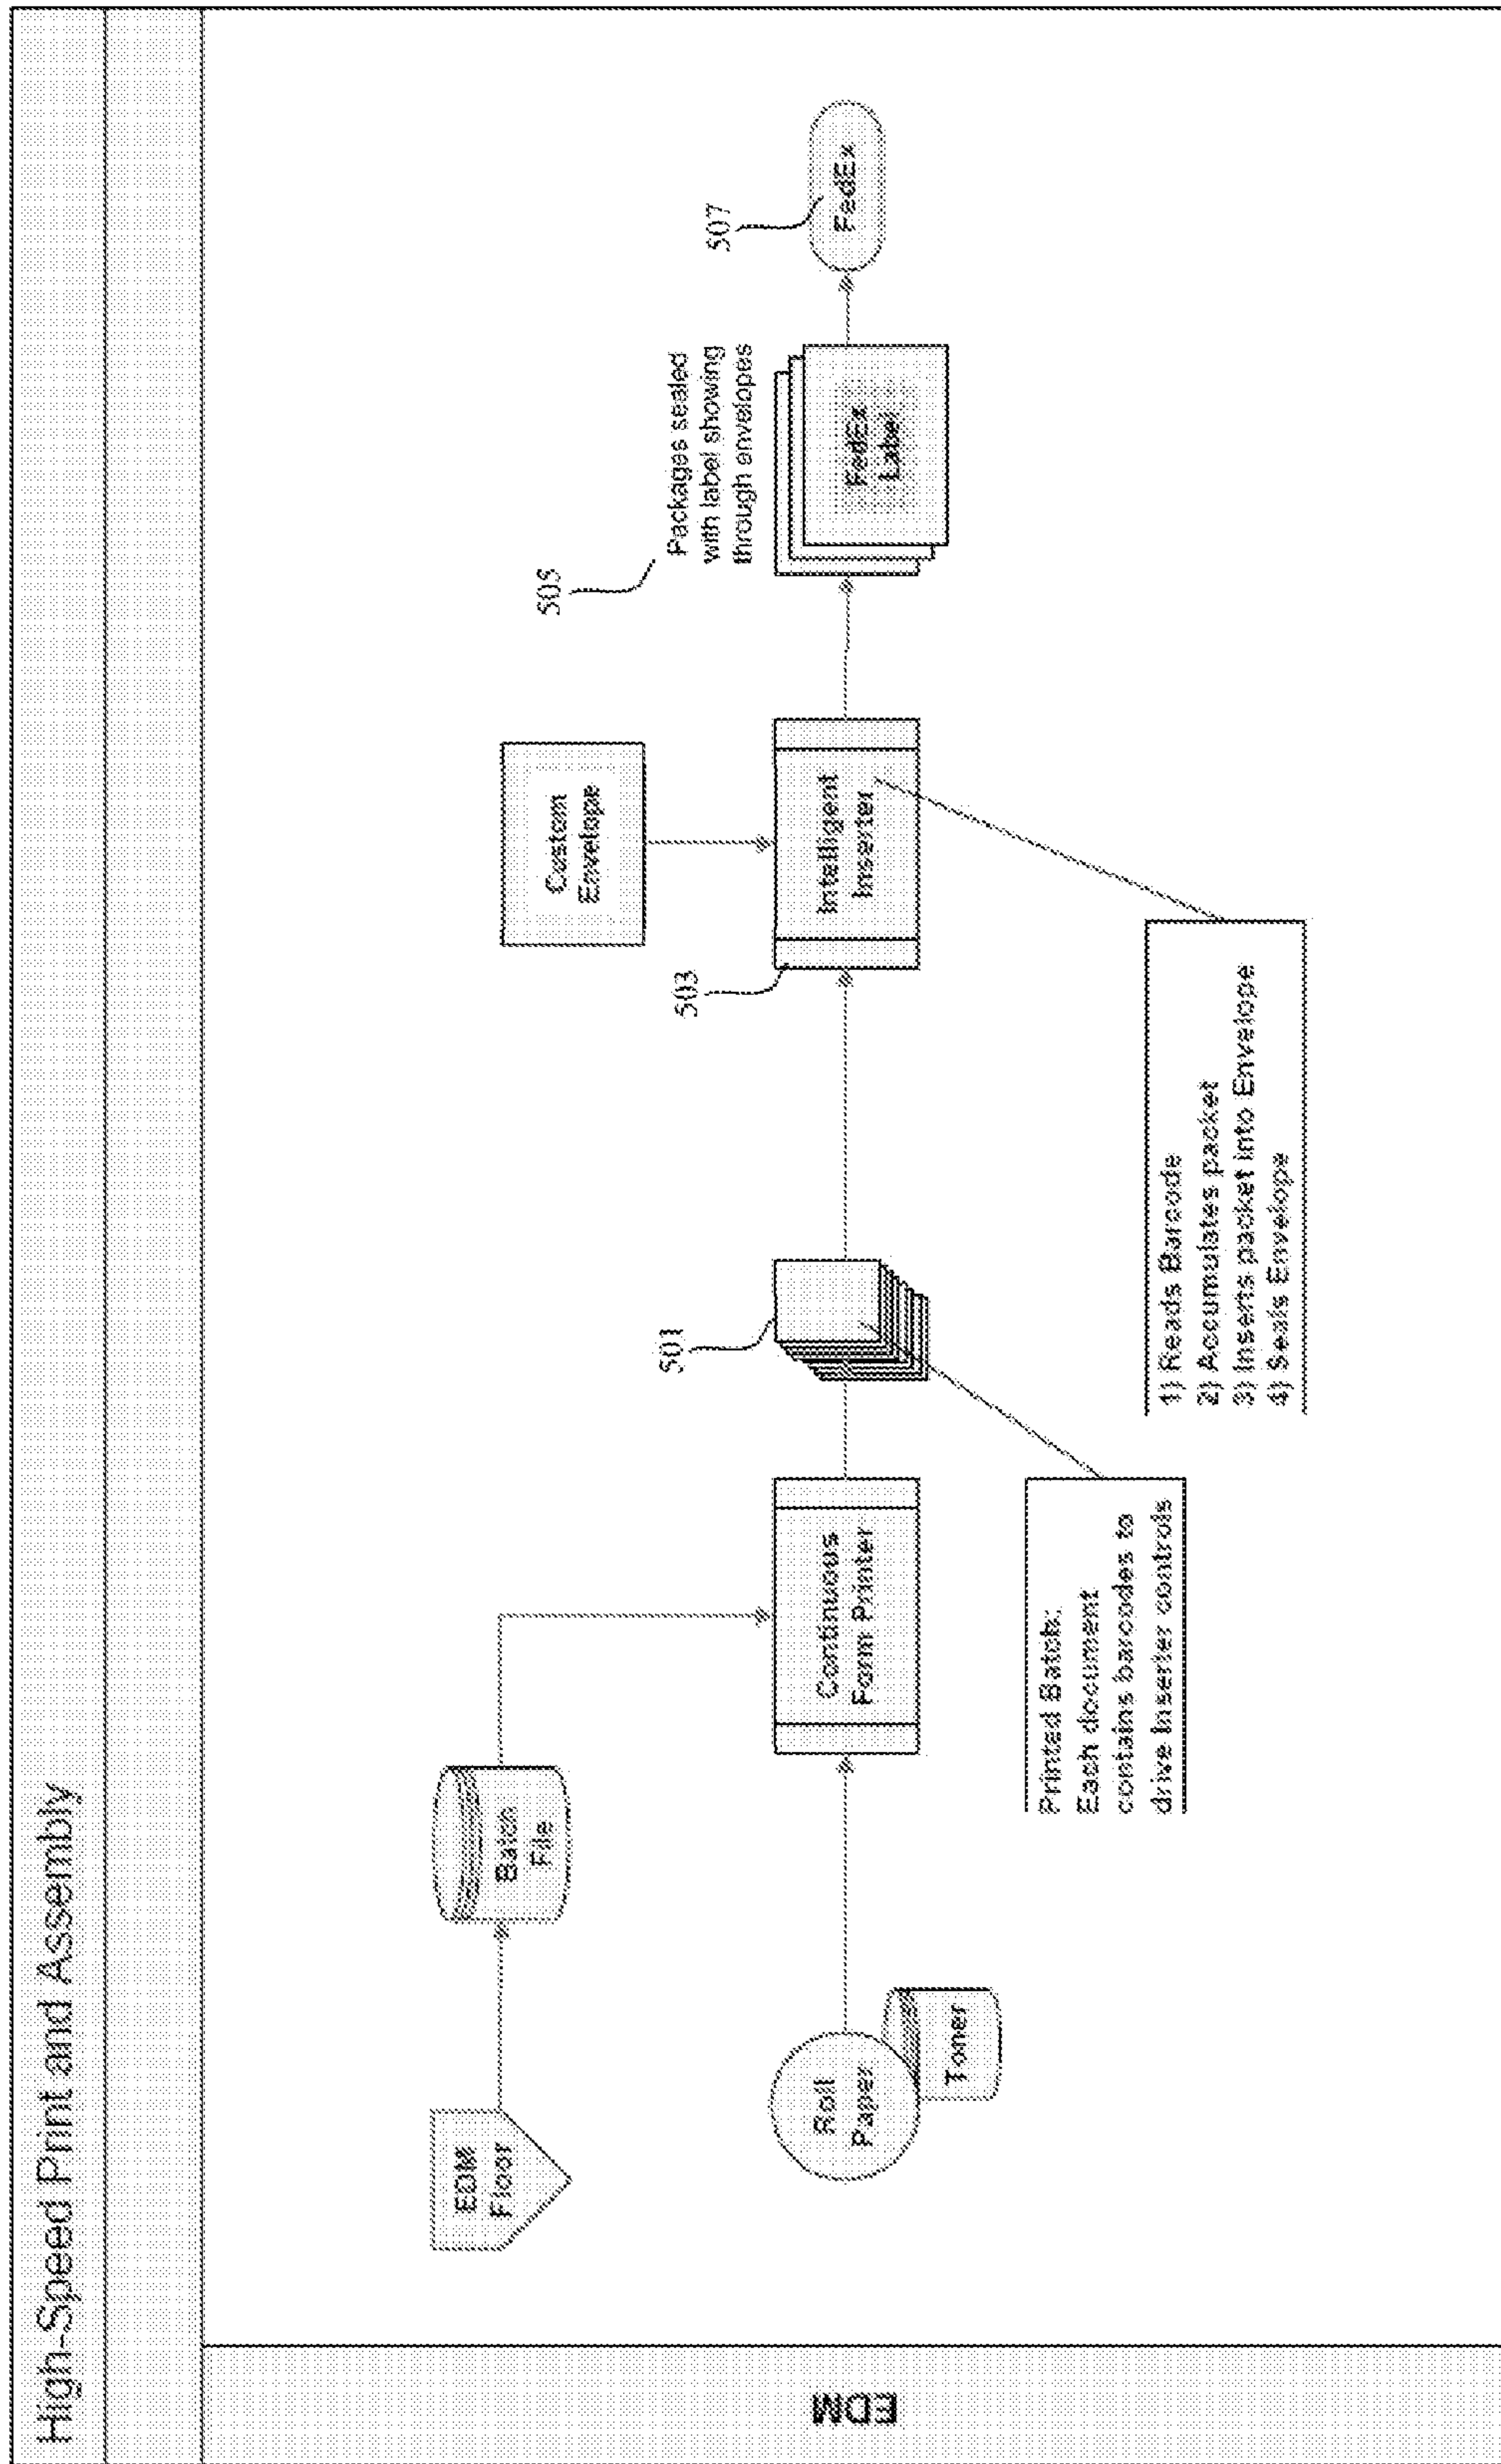 High-Speed Print and Assembly
EDM
EDM
Floor
Batch
File
Roll
Paper
Toner
Continuous
Form Printer
501
Printed Batch:
Each document
contains barcodes to
drive Inserter controls
Custom
Envelope
503
Intelligent
Inserter
1) Reads Barcode
2) Accumulates packet
3) Inserts packet into Envelope
4) Seals Envelope
505
Packages sealed
with label showing
through envelopes
FedEx
Label
507
FedEx